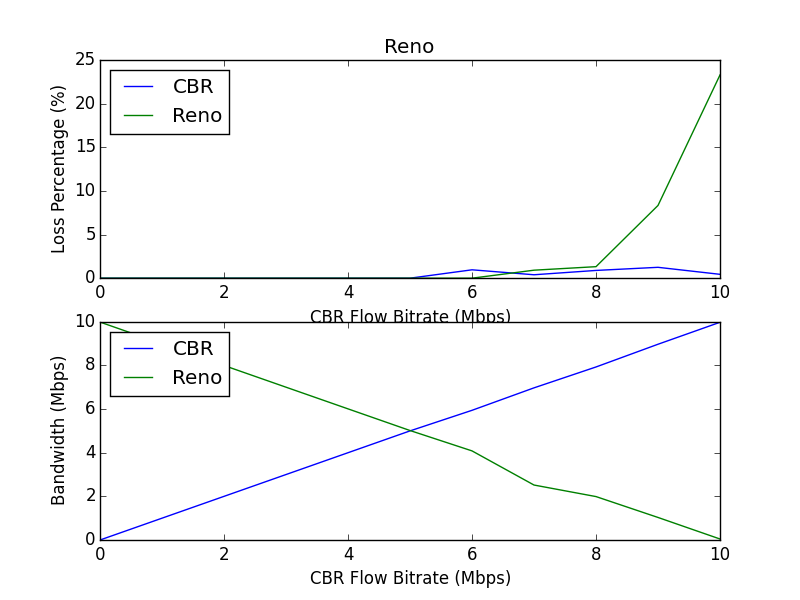 Reno
25
20
15
10
5
0
Loss Percentage (%)
CBR
Reno
0 2 4 6 8 10
CBR Flow Bitrate (Mbps)
10
8
6
4
2
0
Bandwidth (Mbps)
CBR
Reno
0 2 4 6 8 10
CBR Flow Bitrate (Mbps)